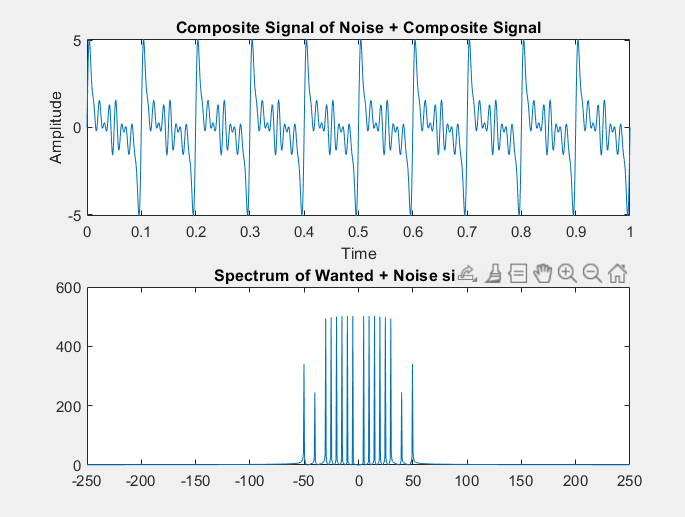 Composite Signal of Noise + Composite Signal
5
0
-5
Amplitude
0 0.1 0.2 0.3 0.4 0.5 0.6 0.7 0.8 0.9 1
Time
Spectrum of Wanted + Noise si
600
400
200
0
-250 -200 -150 -100 -50 0 50 100 150 200 250